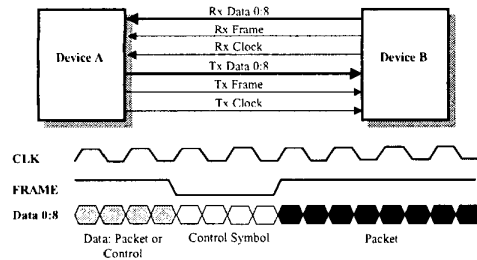 Rx Data 0:8
Rx Frame
Rx Clock
Device A
Device B
Tx Data 0:8
Tx Frame
Tx Clock
CLK
FRAME
Data 0:8
Data: Packet or
Control
Control Symbol
Packet